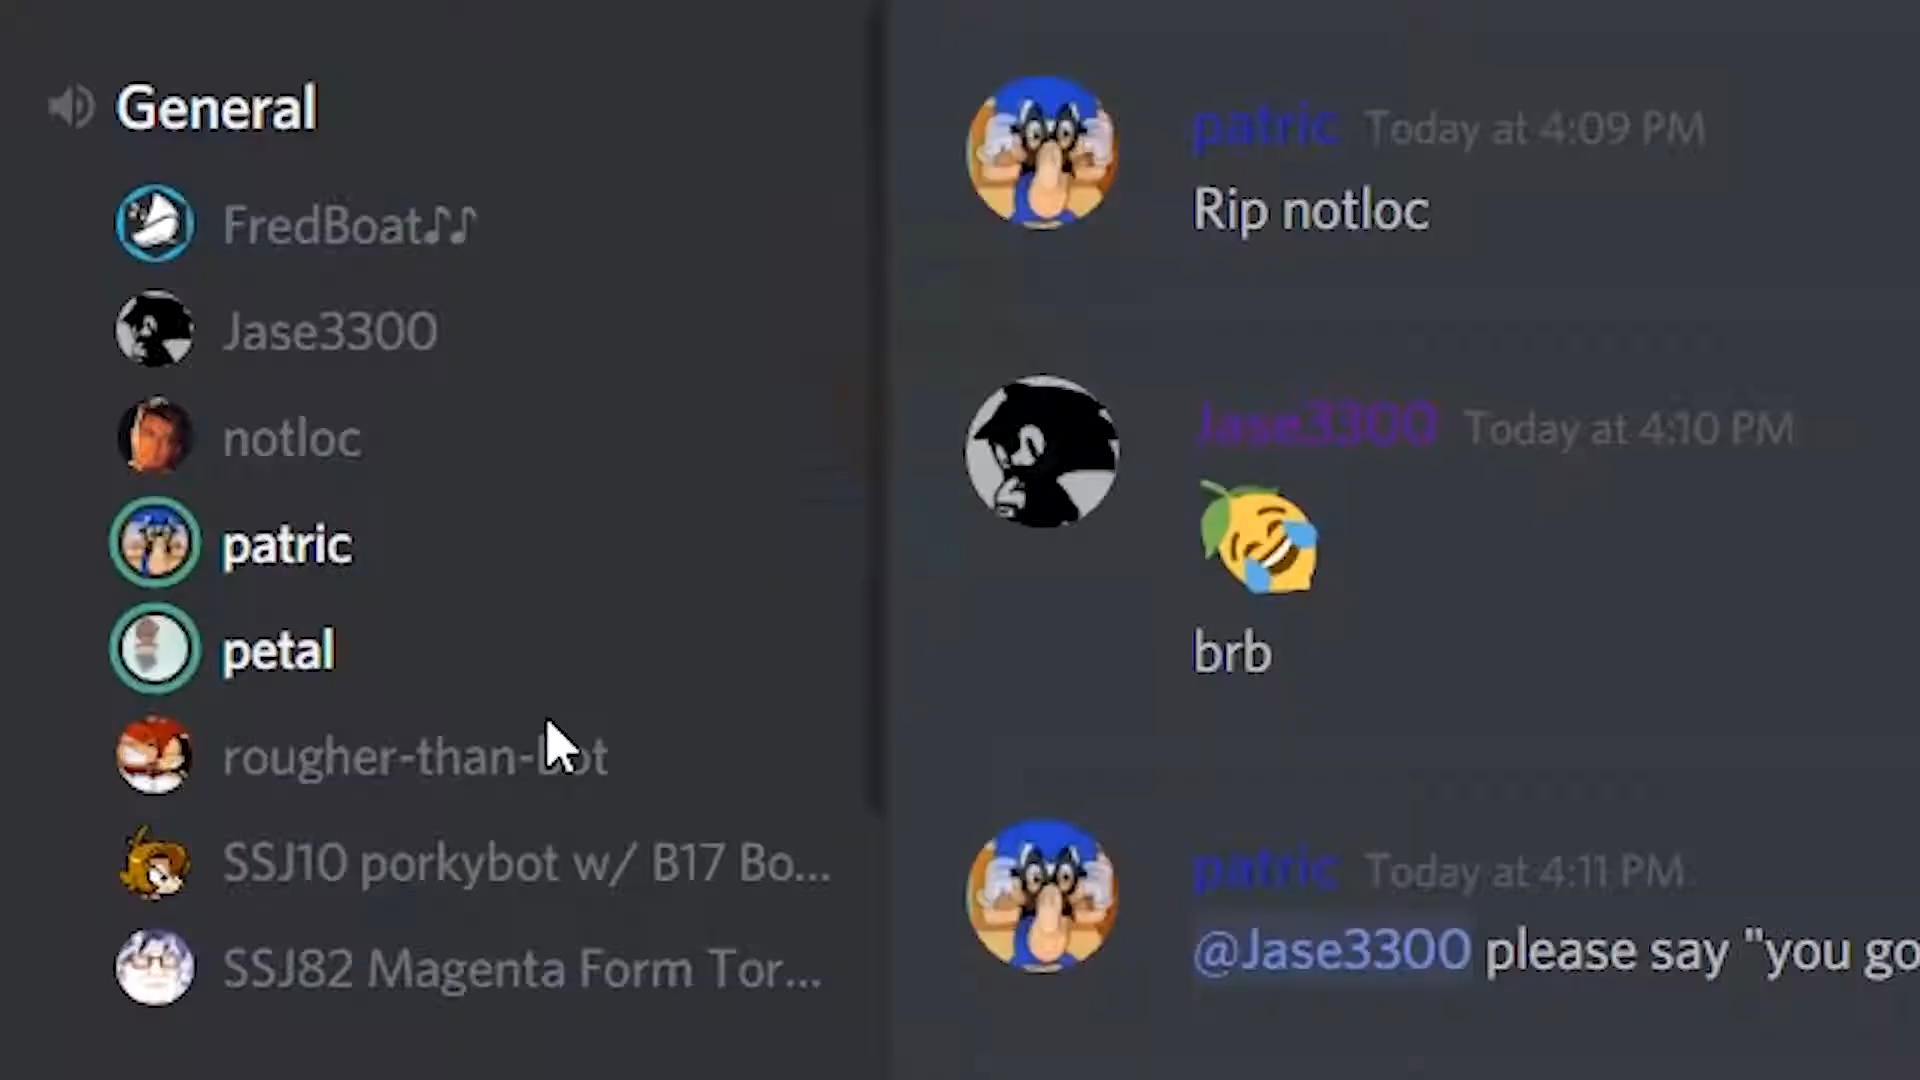 General
FredBoat♪♫
Jase3300
notloc
patric
petal
rougher-than-bot
SSJ10 porkybot w/ B17 Bo...
SSJ82 Magenta Form Tor...
patric Today at 4:09 PM
Rip notloc
Jase3300 Today at 4:10 PM
brb
patric Today at 4:11 PM
@Jase3300 please say "you go